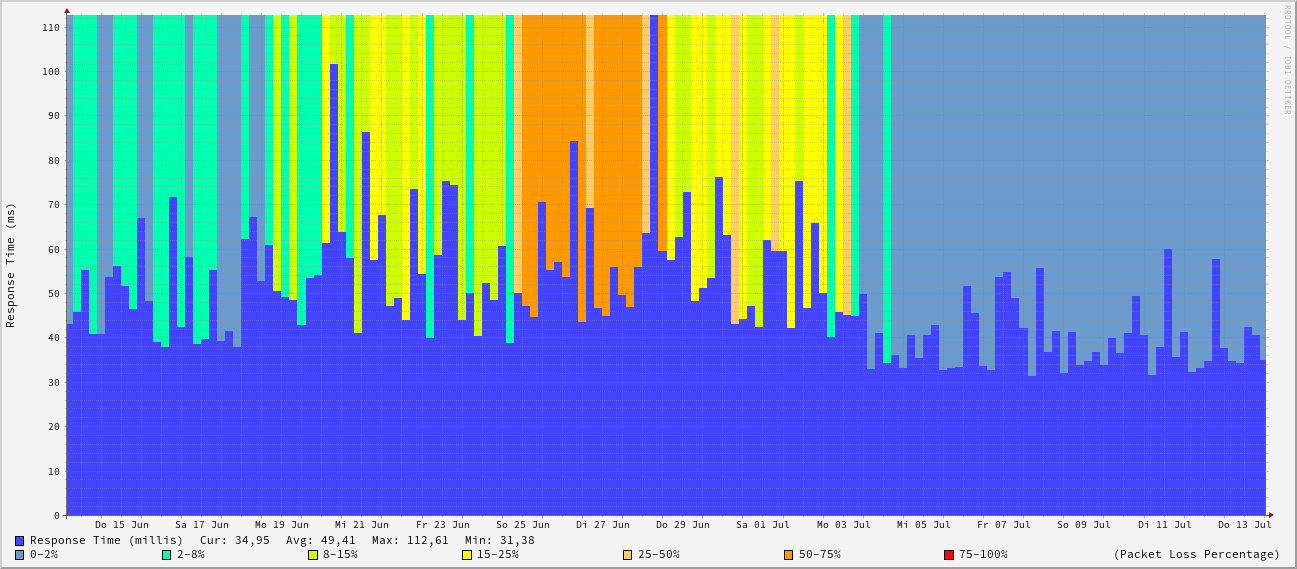 RRDTOOL / TOBI OETIKER
Response Time (ms)
110
100
90
80
70
60
50
40
30
20
10
0
Do 15 Jun Sa 17 Jun Mo 19 Jun Mi 21 Jun Fr 23 Jun So 25 Jun Di 27 Jun Do 29 Jun Sa 01 Jul Mo 03 Jul Mi 05 Jul Fr 07 Jul So 09 Jul Di 11 Jul Do 13 Jul
Response Time (millis) Cur: 34,95 Avg: 49,41 Max: 112,61 Min: 31,38
0-2% 2-8% 8-15% 15-25% 25-50% 50-75% 75-100% (Packet Loss Percentage)